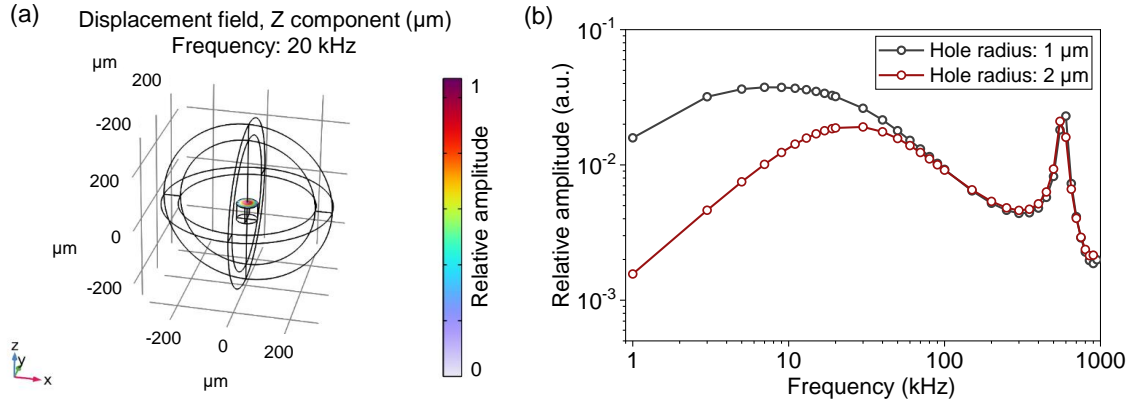 (a)
Displacement field, Z component (μm)
Frequency: 20 kHz
μm
200
-200
200
0
μm
-200
-200
0
200
μm
z
y
x
1
Relative amplitude
0
(b)
10⁻¹
10⁻²
10⁻³
Relative amplitude (a.u.)
Hole radius: 1 μm
Hole radius: 2 μm
1
10
100
1000
Frequency (kHz)